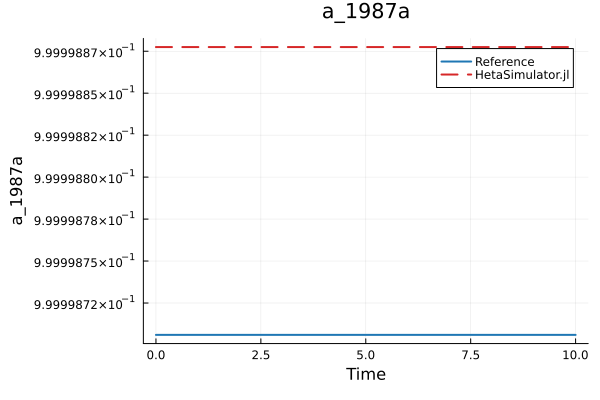 a_1987a
9.9999887×10⁻¹
9.9999885×10⁻¹
9.9999882×10⁻¹
9.9999880×10⁻¹
9.9999878×10⁻¹
9.9999875×10⁻¹
9.9999872×10⁻¹
a_1987a
Reference
HetaSimulator.jl
0.0 2.5 5.0 7.5 10.0
Time